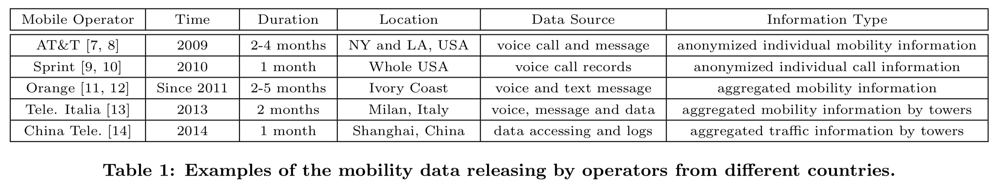 Mobile Operator Time Duration Location Data Source Information Type
AT&T [7, 8] 2009 2-4 months NY and LA, USA voice call and message anonymized individual mobility information
Sprint [9, 10] 2010 1 month Whole USA voice call records anonymized individual call information
Orange [11, 12] Since 2011 2-5 months Ivory Coast voice and text message aggregated mobility information
Tele. Italia [13] 2013 2 months Milan, Italy voice, message and data aggregated mobility information by towers
China Tele. [14] 2014 1 month Shanghai, China data accessing and logs aggregated traffic information by towers
Table 1: Examples of the mobility data releasing by operators from different countries.